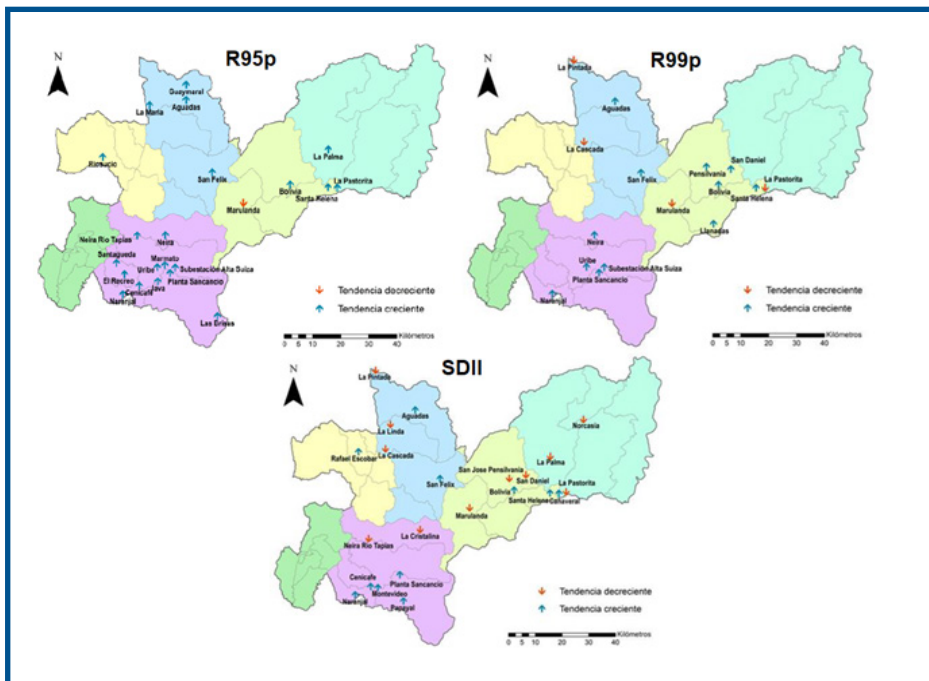 R95p
N
Guaymaral
La Maria
Aguadas
Riosucio
La Palma
San Felix
Bolivia
La Pastorita
Santa Helena
Marulanda
Neira Rio Tapias
Neira
Santagueda
Marmato
Uribe
Subestación Alta Suiza
El Recreo
Planta Sancancio
Java
Cenicafe
Naranjal
Las Brisas
Tendencia decreciente
Tendencia creciente
Kilómetros
0 5 10 20 30 40
R99p
N
La Pintada
Aguadas
La Cascada
San Daniel
Pensilvania
San Felix
La Pastorita
Bolivia
Santa Helena
Marulanda
Llanadas
Neira
Uribe
Subestación Alta Suiza
Planta Sancancio
Naranjal
Tendencia decreciente
Tendencia creciente
Kilómetros
0 5 10 20 30 40
SDII
N
La Pintada
Aguadas
La Linda
Norcasia
Rafael Escobar
La Cascada
La Palma
San Jose Pensilvania
San Daniel
San Felix
Bolivia
La Pastorita
Santa Helena
Cañaveral
Marulanda
La Cristalina
Neira Rio Tapias
Cenicafe
Planta Sancancio
Montevideo
Naranjal
Papayal
Tendencia decreciente
Tendencia creciente
Kilómetros
0 5 10 20 30 40